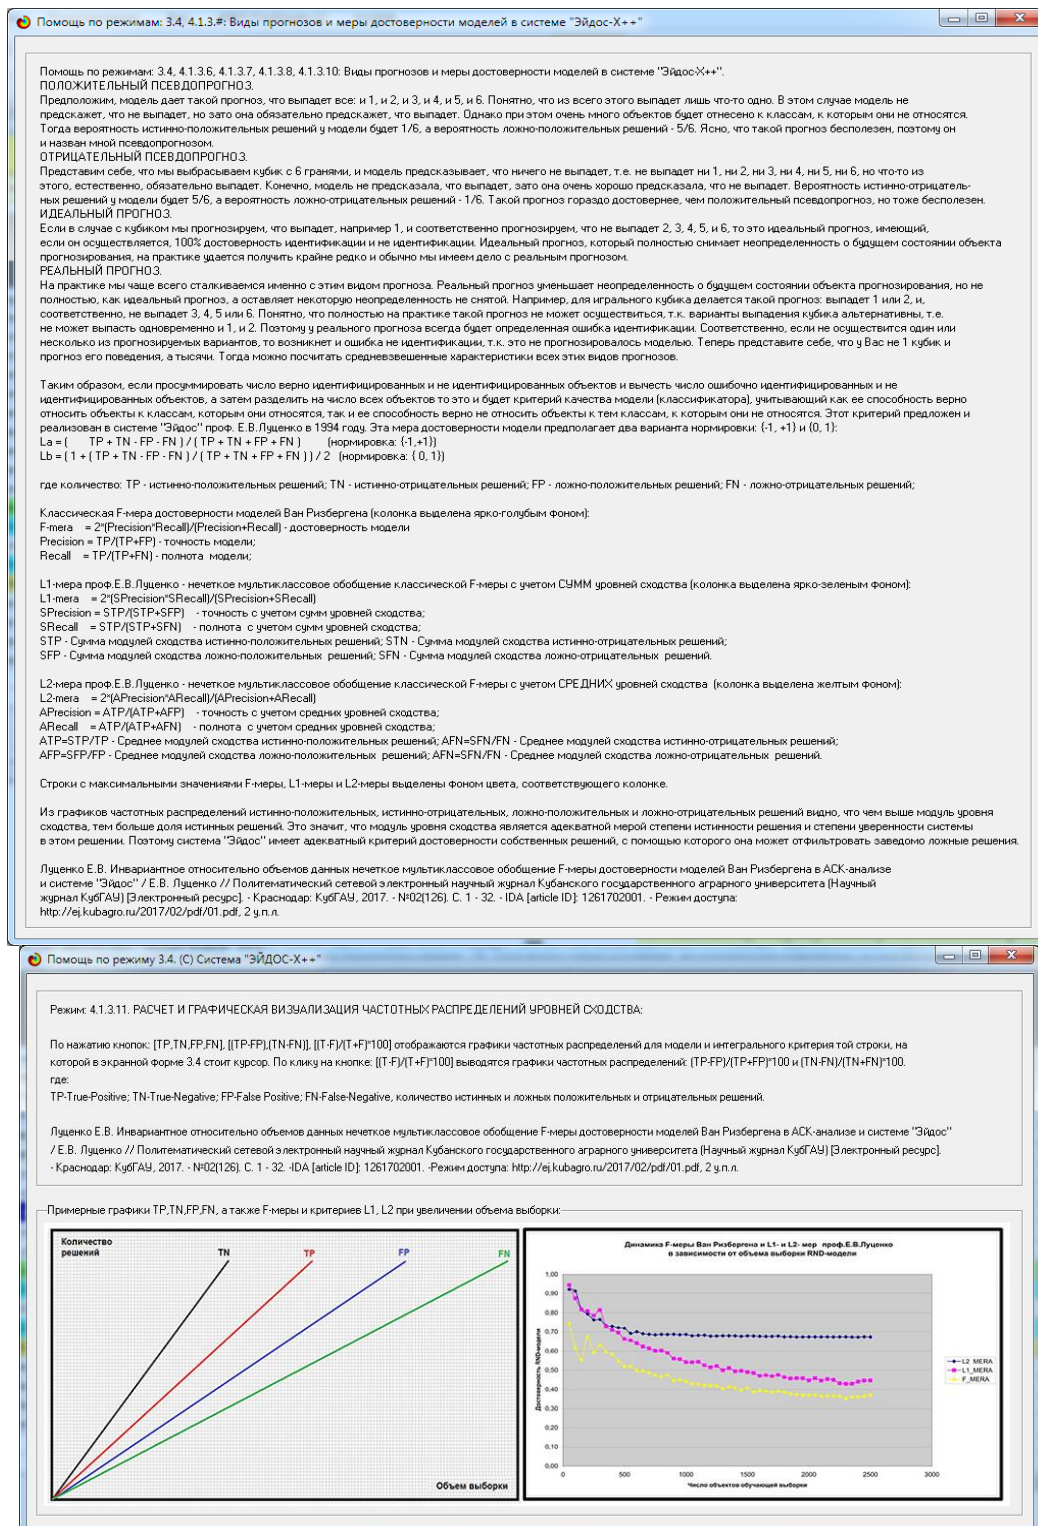 Помощь по режимам: 3.4, 4.1.3.#: Виды прогнозов и меры достоверности моделей в системе "Эйдос-Х++"
Помощь по режимам: 3.4, 4.1.3.6, 4.1.3.7, 4.1.3.8, 4.1.3.10: Виды прогнозов и меры достоверности моделей в системе "Эйдос-Х++".
ПОЛОЖИТЕЛЬНЫЙ ПСЕВДОПРОГНОЗ.
Предположим, модель дает такой прогноз, что выпадет все: и 1, и 2, и 3, и 4, и 5, и 6. Понятно, что из всего этого выпадет лишь что-то одно. В этом случае модель не
предскажет, что не выпадет, но зато она обязательно предскажет, что выпадет. Однако при этом очень много объектов будет отнесено к классам, к которым они не относятся.
Тогда вероятность истинно-положительных решений у модели будет 1/6, а вероятность ложно-положительных решений - 5/6. Ясно, что такой прогноз бесполезен, поэтому он
и назван мной псевдопрогнозом.
ОТРИЦАТЕЛЬНЫЙ ПСЕВДОПРОГНОЗ.
Представим себе, что мы выбрасываем кубик с 6 гранями, и модель предсказывает, что ничего не выпадет, т.е. не выпадет ни 1, ни 2, ни 3, ни 4, ни 5, ни 6, но что-то из
этого, естественно, обязательно выпадет. Конечно, модель не предсказала, что выпадет, зато она очень хорошо предсказала, что не выпадет. Вероятность истинно-отрицатель-
ных решений у модели будет 5/6, а вероятность ложно-отрицательных решений - 1/6. Такой прогноз гораздо достовернее, чем положительный псевдопрогноз, но тоже бесполезен.
ИДЕАЛЬНЫЙ ПРОГНОЗ.
Если в случае с кубиком мы прогнозируем, что выпадет, например 1, и соответственно прогнозируем, что не выпадет 2, 3, 4, 5, и 6, то это идеальный прогноз, имеющий,
если он осуществляется, 100% достоверность идентификации и не идентификации. Идеальный прогноз, который полностью снимает неопределенность о будущем состоянии объекта
прогнозирования, на практике удается получить крайне редко и обычно мы имеем дело с реальным прогнозом.
РЕАЛЬНЫЙ ПРОГНОЗ.
На практике мы чаще всего сталкиваемся именно с этим видом прогноза. Реальный прогноз уменьшает неопределенность о будущем состоянии объекта прогнозирования, но не
полностью, как идеальный прогноз, а оставляет некоторую неопределенность не снятой. Например, для игрального кубика делается такой прогноз: выпадет 1 или 2, и,
соответственно, не выпадет 3, 4, 5 или 6. Понятно, что полностью на практике такой прогноз не может осуществиться, т.к. варианты выпадения кубика альтернативны, т.е.
не может выпасть одновременно и 1, и 2. Поэтому у реального прогноза всегда будет определенная ошибка идентификации. Соответственно, если не осуществится один или
несколько из прогнозируемых вариантов, то возникнет и ошибка не идентификации, т.к. это не прогнозировалось моделью. Теперь представите себе, что у Вас не 1 кубик и
прогноз его поведения, а тысячи. Тогда можно посчитать средневзвешенные характеристики всех этих видов прогнозов.
Таким образом, если просуммировать число верно идентифицированных и не идентифицированных объектов и вычесть число ошибочно идентифицированных и не
идентифицированных объектов, а затем разделить на число всех объектов то это и будет критерий качества модели (классификатора), учитывающий как ее способность верно
относить объекты к классам, которым они относятся, так и ее способность верно не относить объекты к тем классам, к которым они не относятся. Этот критерий предложен и
реализован в системе "Эйдос" проф. Е.В.Луценко в 1994 году. Эта мера достоверности модели предполагает два варианта нормировки: {-1, +1} и {0, 1}:
La = ( TP + TN - FP - FN ) / ( TP + TN + FP + FN ) (нормировка: {-1,+1})
Lb = ( 1 + ( TP + TN - FP - FN ) / ( TP + TN + FP + FN ) ) / 2 (нормировка: { 0, 1})
где количество: TP - истинно-положительных решений; TN - истинно-отрицательных решений; FP - ложно-положительных решений; FN - ложно-отрицательных решений;
Классическая F-мера достоверности моделей Ван Ризбергена (колонка выделена ярко-голубым фоном):
F-mera = 2*(Precision*Recall)/(Precision+Recall) - достоверность модели
Precision = TP/(TP+FP) - точность модели;
Recall = TP/(TP+FN) - полнота модели;
L1-мера проф.Е.В.Луценко - нечеткое мультиклассовое обобщение классической F-меры с учетом СУММ уровней сходства (колонка выделена ярко-зеленым фоном):
L1-mera = 2*(SPrecision*SRecall)/(SPrecision+SRecall)
SPrecision = STP/(STP+SFP) - точность с учетом сумм уровней сходства;
SRecall = STP/(STP+SFN) - полнота с учетом сумм уровней сходства;
STP - Сумма модулей сходства истинно-положительных решений; STN - Сумма модулей сходства истинно-отрицательных решений;
SFP - Сумма модулей сходства ложно-положительных решений; SFN - Сумма модулей сходства ложно-отрицательных решений.
L2-мера проф.Е.В.Луценко - нечеткое мультиклассовое обобщение классической F-меры с учетом СРЕДНИХ уровней сходства (колонка выделена желтым фоном):
L2-mera = 2*(APrecision*ARecall)/(APrecision+ARecall)
APrecision = ATP/(ATP+AFP) - точность с учетом средних уровней сходства;
ARecall = ATP/(ATP+AFN) - полнота с учетом средних уровней сходства;
ATP=STP/TP - Среднее модулей сходства истинно-положительных решений; AFN=SFN/FN - Среднее модулей сходства истинно-отрицательных решений;
AFP=SFP/FP - Среднее модулей сходства ложно-положительных решений; AFN=SFN/FN - Среднее модулей сходства ложно-отрицательных решений.
Строки с максимальными значениями F-меры, L1-меры и L2-меры выделены фоном цвета, соответствующего колонке.
Из графиков частотных распределений истинно-положительных, истинно-отрицательных, ложно-положительных и ложно-отрицательных решений видно, что чем выше модуль уровня
сходства, тем больше доля истинных решений. Это значит, что модуль уровня сходства является адекватной мерой степени истинности решения и степени уверенности системы
в этом решении. Поэтому система "Эйдос" имеет адекватный критерий достоверности собственных решений, с помощью которого она может отфильтровать заведомо ложные решения.
Луценко Е.В. Инвариантное относительно объемов данных нечеткое мультиклассовое обобщение F-меры достоверности моделей Ван Ризбергена в АСК-анализе
и системе "Эйдос" / Е.В. Луценко // Политематический сетевой электронный научный журнал Кубанского государственного аграрного университета (Научный
журнал КубГАУ) [Электронный ресурс]. - Краснодар: КубГАУ, 2017. - №02(126). С. 1 - 32. - IDA [article ID]: 1261702001. - Режим доступа:
http://ej.kubagro.ru/2017/02/pdf/01.pdf, 2 у.п.л.
Помощь по режиму 3.4. (C) Система "ЭЙДОС-Х++"
Режим: 4.1.3.11. РАСЧЕТ И ГРАФИЧЕСКАЯ ВИЗУАЛИЗАЦИЯ ЧАСТОТНЫХ РАСПРЕДЕЛЕНИЙ УРОВНЕЙ СХОДСТВА:
По нажатию кнопок: [TP,TN,FP,FN], [(TP-FP),(TN-FN)], [(T-F)/(T+F)*100] отображаются графики частотных распределений для модели и интегрального критерия той строки, на
которой в экранной форме 3.4 стоит курсор. По клику на кнопке: [(T-F)/(T+F)*100] выводятся графики частотных распределений: (TP-FP)/(TP+FP)*100 и (TN-FN)/(TN+FN)*100.
где:
TP-True-Positive; TN-True-Negative; FP-False Positive; FN-False-Negative, количество истинных и ложных положительных и отрицательных решений.
Луценко Е.В. Инвариантное относительно объемов данных нечеткое мультиклассовое обобщение F-меры достоверности моделей Ван Ризбергена в АСК-анализе и системе "Эйдос"
/ Е.В. Луценко // Политематический сетевой электронный научный журнал Кубанского государственного аграрного университета (Научный журнал КубГАУ) [Электронный ресурс].
- Краснодар: КубГАУ, 2017. - №02(126). С. 1 - 32. -IDA [article ID]: 1261702001. -Режим доступа: http://ej.kubagro.ru/2017/02/pdf/01.pdf, 2 у.п.л.
Примерные графики TP,TN,FP,FN, а также F-меры и критериев L1, L2 при увеличении объема выборки:
Количество
решений
TN
TP
FP
FN
Объем выборки
Динамика F-меры Ван Ризбергена и L1- и L2- мер проф.Е.В.Луценко
в зависимости от объема выборки RND-модели
1,00
0,90
0,80
0,70
0,60
0,50
0,40
0,30
0,20
0,10
0,00
Достоверность RND-модели
0
500
1000
1500
2000
2500
3000
Число объектов обучающей выборки
L2_MERA
L1_MERA
F_MERA